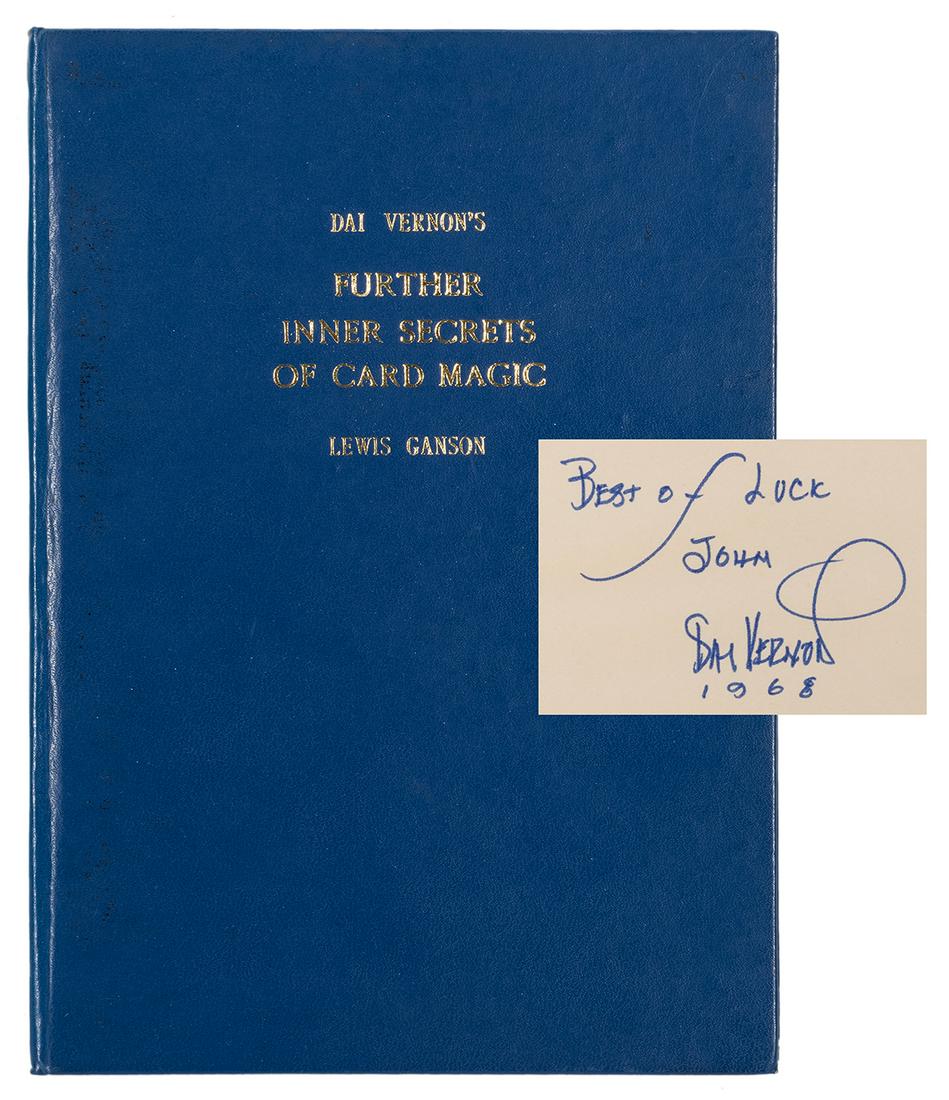 DAI VERNON'S
FURTHER
INNER SECRETS
OF CARD MAGIC
LEWIS GANSON
BEST OF LUCK
JOHN
DAI VERNON
1968